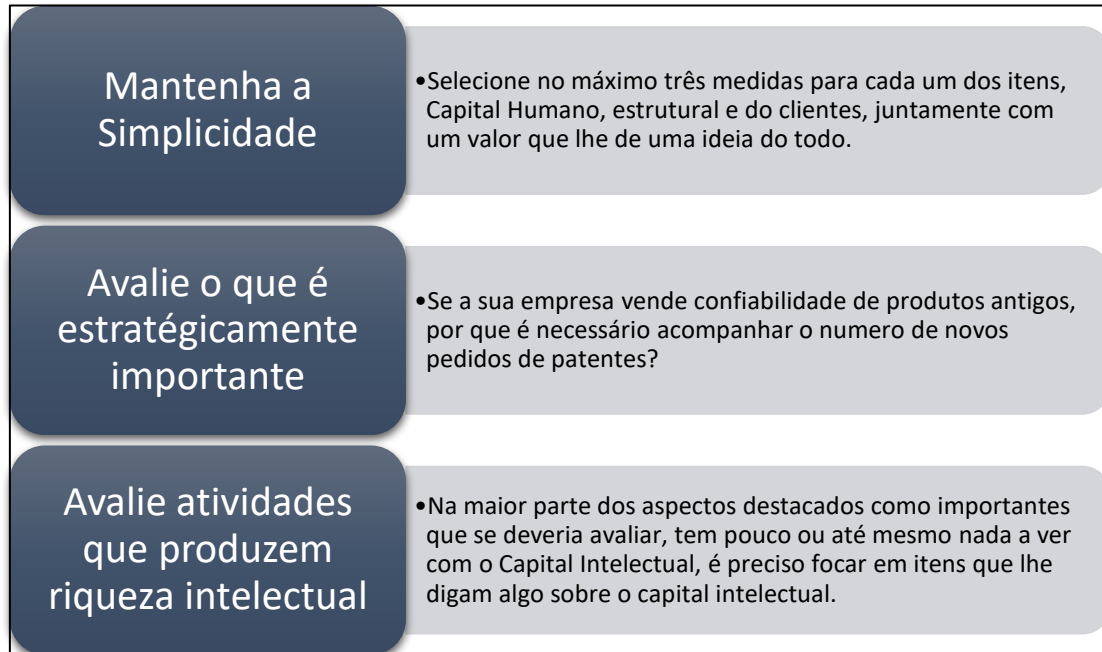 Mantenha a
Simplicidade
•Selecione no máximo três medidas para cada um dos itens,
Capital Humano, estrutural e do clientes, juntamente com
um valor que lhe de uma ideia do todo.
Avalie o que é
estratégicamente
importante
•Se a sua empresa vende confiabilidade de produtos antigos,
por que é necessário acompanhar o numero de novos
pedidos de patentes?
Avalie atividades
que produzem
riqueza intelectual
•Na maior parte dos aspectos destacados como importantes
que se deveria avaliar, tem pouco ou até mesmo nada a ver
com o Capital Intelectual, é preciso focar em itens que lhe
digam algo sobre o capital intelectual.